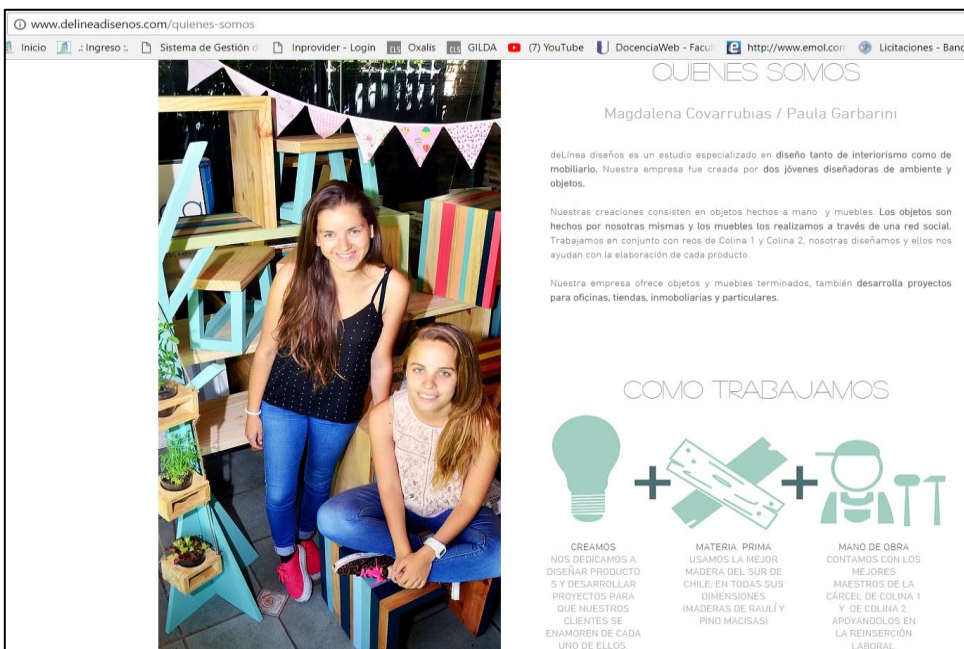 www.delineadisenos.com/quienes-somos
Inicio .: Ingreso :. Sistema de Gestión d Inprovider - Login CLS Oxalis CLS GILDA (7) YouTube DocenciaWeb - Facul http://www.emol.com Licitaciones - Banc
QUIENES SOMOS
Magdalena Covarrubias / Paula Garbarini
deLínea diseños es un estudio especializado en diseño tanto de interiorismo como de
mobiliario. Nuestra empresa fue creada por dos jóvenes diseñadoras de ambiente y
objetos.
Nuestras creaciones consisten en objetos hechos a mano y muebles. Los objetos son
hechos por nosotras mismas y los muebles los realizamos a través de una red social.
Trabajamos en conjunto con reos de Colina 1 y Colina 2, nosotras diseñamos y ellos nos
ayudan con la elaboración de cada producto.
Nuestra empresa ofrece objetos y muebles terminados, también desarrolla proyectos
para oficinas, tiendas, inmoboliarias y particulares.
COMO TRABAJAMOS
CREAMOS
NOS DEDICAMOS A
DISEÑAR PRODUCTO
S Y DESARROLLAR
PROYECTOS PARA
QUE NUESTROS
CLIENTES SE
ENAMOREN DE CADA
UNO DE ELLOS.
MATERIA PRIMA
USAMOS LA MEJOR
MADERA DEL SUR DE
CHILE, EN TODAS SUS
DIMENSIONES
(MADERAS DE RAULÍ Y
PINO MACISAS)
MANO DE OBRA
CONTAMOS CON LOS
MEJORES
MAESTROS DE LA
CÁRCEL DE COLINA 1
Y DE COLINA 2.
APOYANDOLOS EN
LA REINSERCIÓN
LABORAL